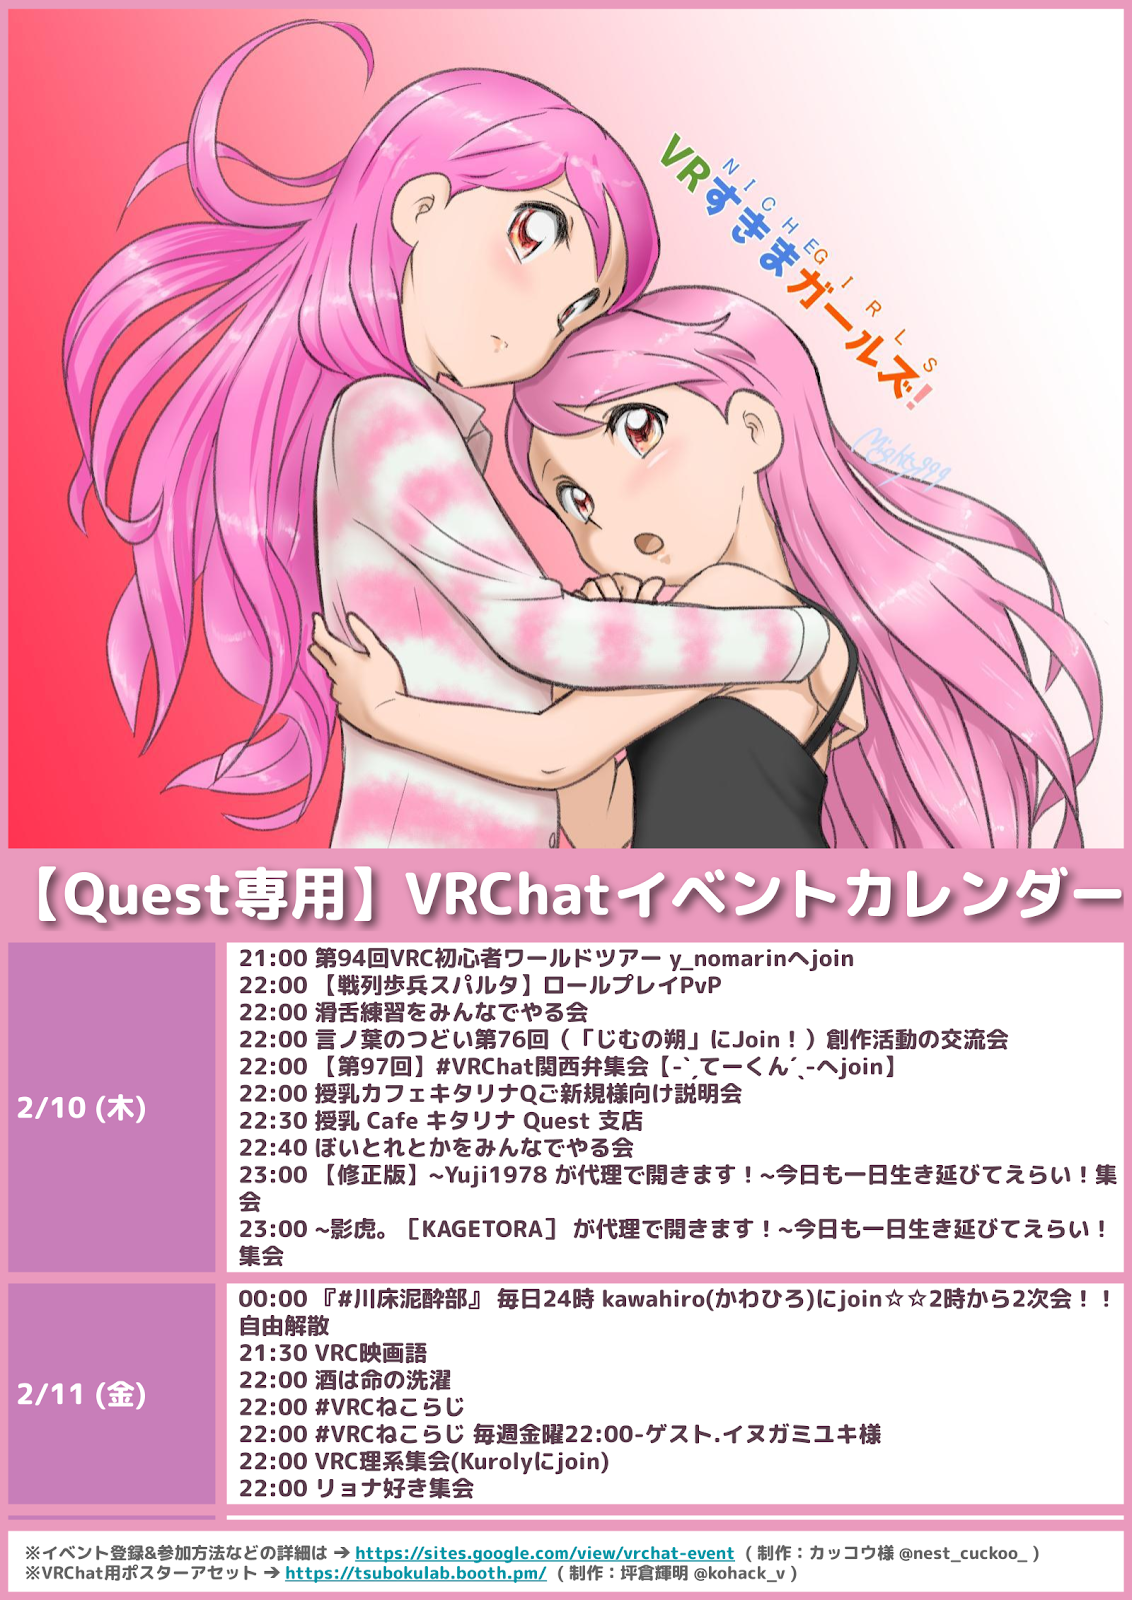 VRすきまガールズ!
NICHE GIRLS
Mighty999
【Quest専用】VRChatイベントカレンダー
2/10 (木)
21:00 第94回VRC初心者ワールドツアー y_nomarinへjoin
22:00 【戦列歩兵スパルタ】ロールプレイPvP
22:00 滑舌練習をみんなでやる会
22:00 言ノ葉のつどい第76回（「じむの朔」にJoin！）創作活動の交流会
22:00 【第97回】#VRChat関西弁集会【-`ˏてーくんˊˎ-へjoin】
22:00 授乳カフェキタリナQご新規様向け説明会
22:30 授乳 Cafe キタリナ Quest 支店
22:40 ぼいとれとかをみんなでやる会
23:00 【修正版】~Yuji1978 が代理で開きます！~今日も一日生き延びてえらい！集
会
23:00 ~影虎。［KAGETORA］ が代理で開きます！~今日も一日生き延びてえらい！
集会
2/11 (金)
00:00 『#川床泥酔部』 毎日24時 kawahiro(かわひろ)にjoin☆☆2時から2次会！！
自由解散
21:30 VRC映画語
22:00 酒は命の洗濯
22:00 #VRCねこらじ
22:00 #VRCねこらじ 毎週金曜22:00-ゲスト.イヌガミユキ様
22:00 VRC理系集会(Kurolyにjoin)
22:00 リョナ好き集会
※イベント登録&参加方法などの詳細は ➔ https://sites.google.com/view/vrchat-event （ 制作：カッコウ様 @nest_cuckoo_ ）
※VRChat用ポスターアセット ➔ https://tsubokulab.booth.pm/ （ 制作：坪倉輝明 @kohack_v ）